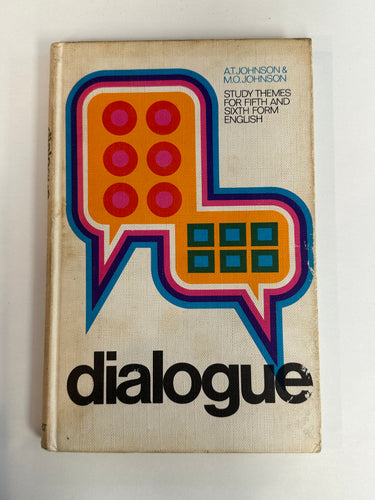 A.T.JOHNSON &
M.O.JOHNSON
STUDY THEMES
FOR FIFTH AND
SIXTH FORM
ENGLISH
dialogue